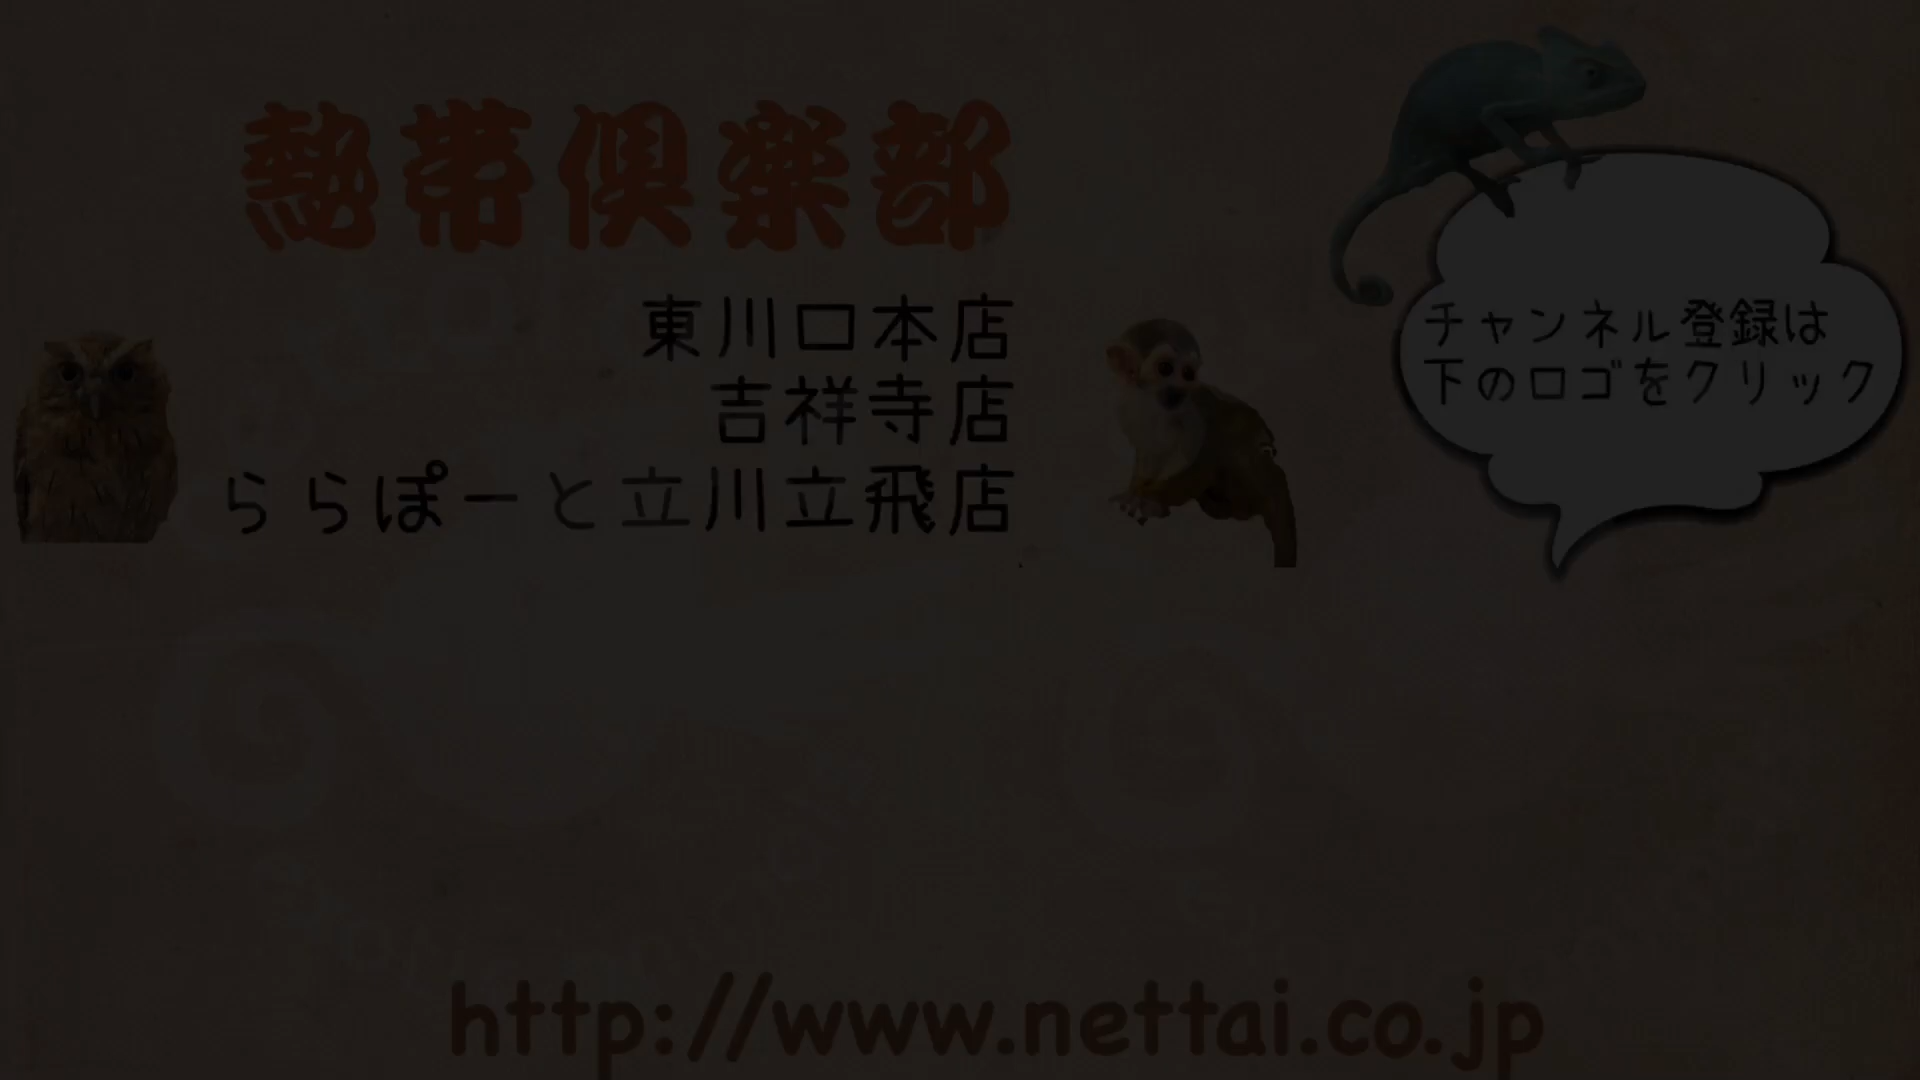 熱帯倶楽部
東川口本店
吉祥寺店
ららぽーと立川立飛店
チャンネル登録は
下のロゴをクリック
http://www.nettai.co.jp